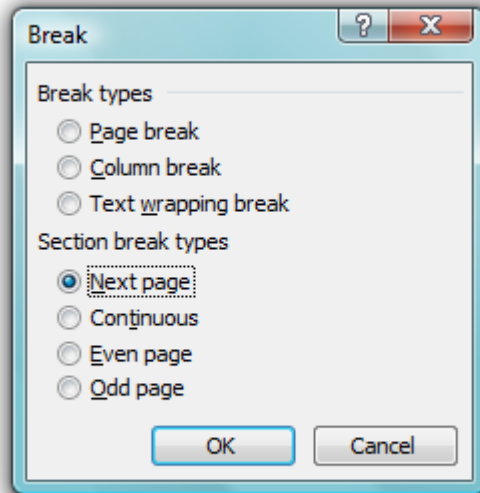 Break
Break types
Page break
Column break
Text wrapping break
Section break types
Next page
Continuous
Even page
Odd page
OK Cancel